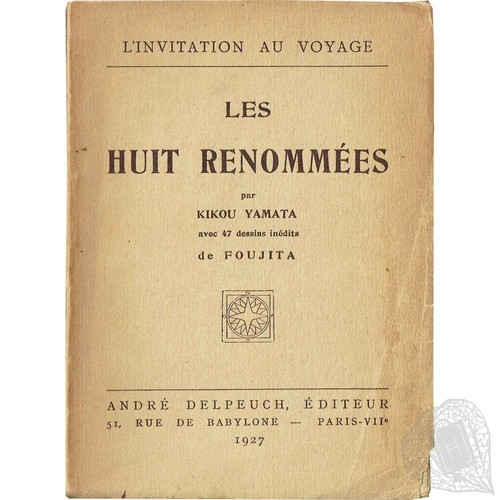 L'INVITATION AU VOYAGE
LES
HUIT RENOMMÉES
par
KIKOU YAMATA
avec 47 dessins inédits
de FOUJITA
ANDRÉ DELPEUCH, ÉDITEUR
51, RUE DE BABYLONE — PARIS-VIIe
1927